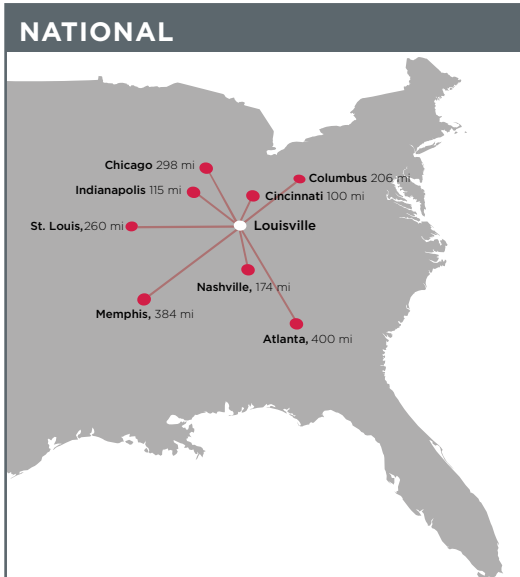 NATIONAL
Chicago 298 mi
Columbus 206 mi
Indianapolis 115 mi
Cincinnati 100 mi
St. Louis,260 mi
Louisville
Nashville, 174 mi
Memphis, 384 mi
Atlanta, 400 mi